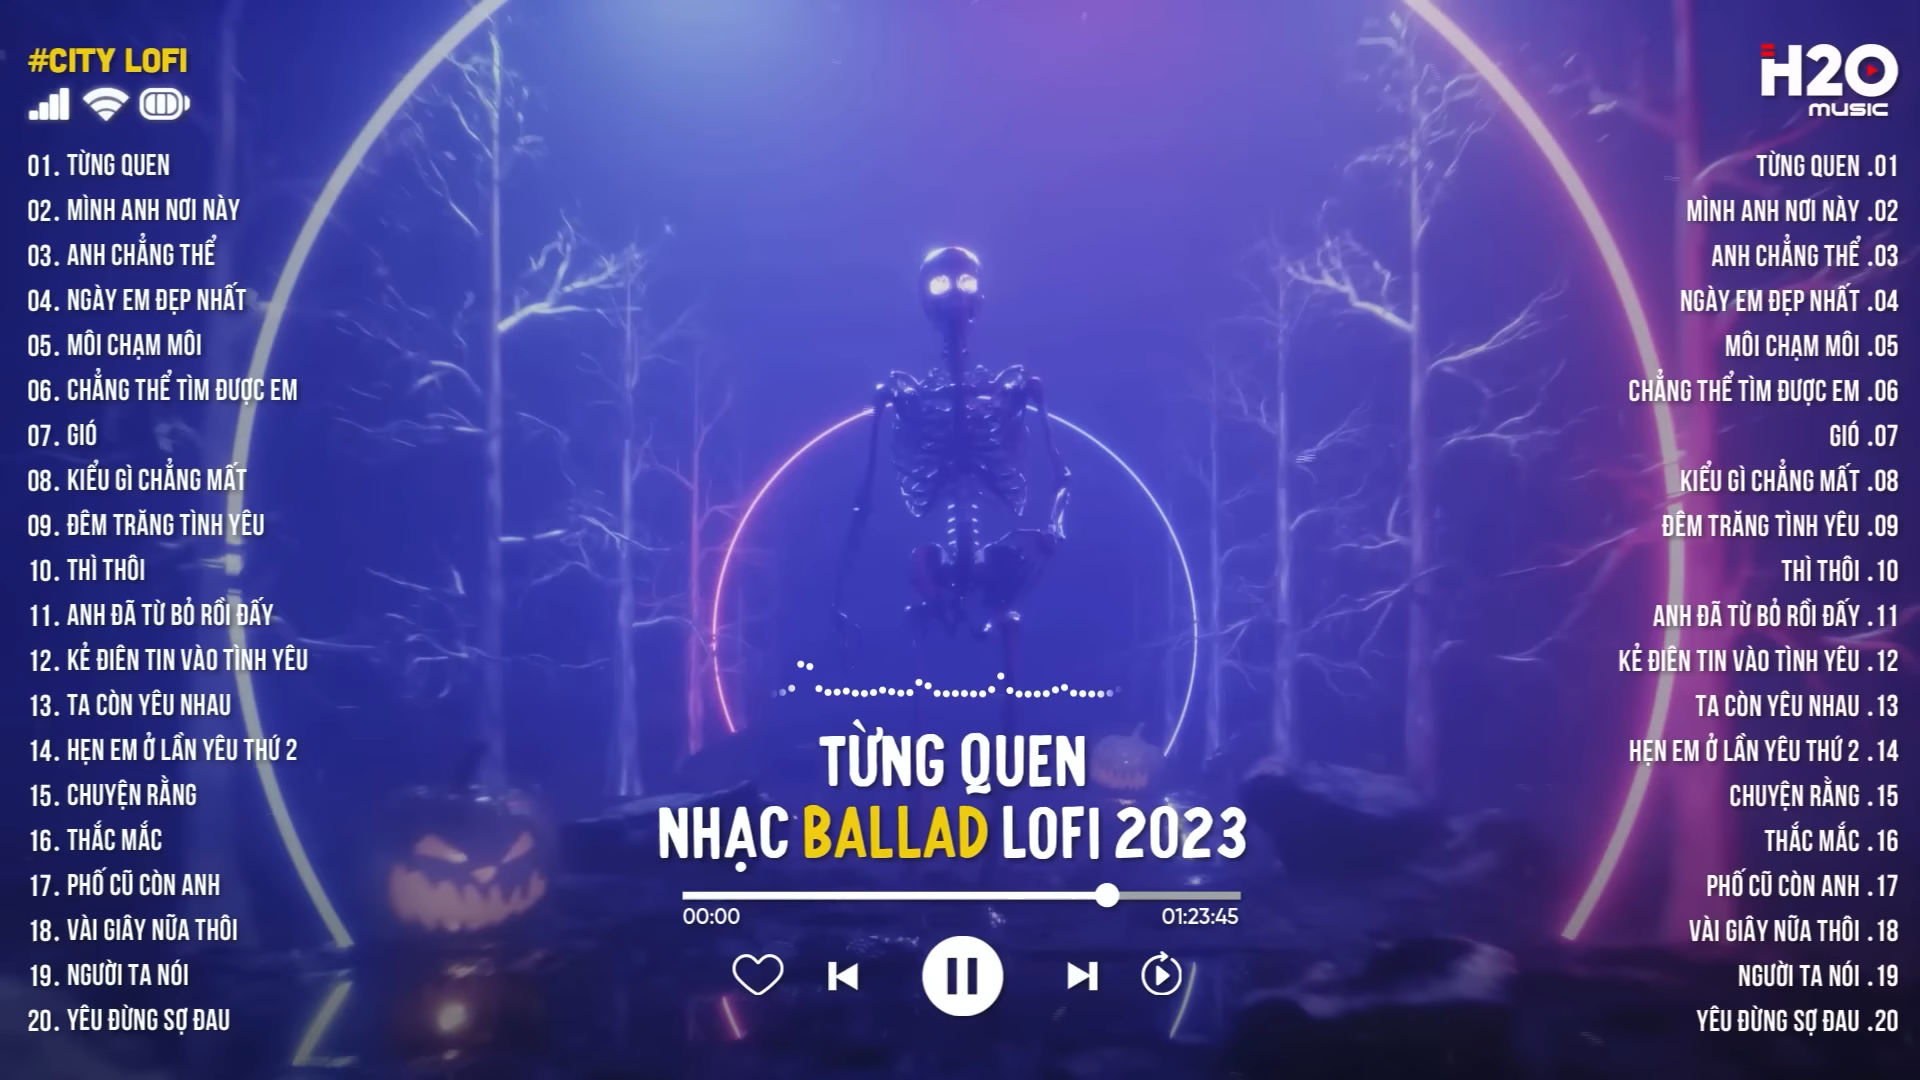 #CITY LOFI
01. TỪNG QUEN
02. MÌNH ANH NƠI NÀY
03. ANH CHẲNG THỂ
04. NGÀY EM ĐẸP NHẤT
05. MÔI CHẠM MÔI
06. CHẲNG THỂ TÌM ĐƯỢC EM
07. GIÓ
08. KIỂU GÌ CHẲNG MẤT
09. ĐÊM TRĂNG TÌNH YÊU
10. THÌ THÔI
11. ANH ĐÃ TỪ BỎ RỒI ĐẤY
12. KẺ ĐIÊN TIN VÀO TÌNH YÊU
13. TA CÒN YÊU NHAU
14. HẸN EM Ở LẦN YÊU THỨ 2
15. CHUYỆN RẰNG
16. THẮC MẮC
17. PHỐ CŨ CÒN ANH
18. VÀI GIÂY NỮA THÔI
19. NGƯỜI TA NÓI
20. YÊU ĐỪNG SỢ ĐAU
TỪNG QUEN
NHẠC BALLAD LOFI 2023
00:00
01:23:45
H2O
MUSIC
TỪNG QUEN .01
MÌNH ANH NƠI NÀY .02
ANH CHẲNG THỂ .03
NGÀY EM ĐẸP NHẤT .04
MÔI CHẠM MÔI .05
CHẲNG THỂ TÌM ĐƯỢC EM .06
GIÓ .07
KIỂU GÌ CHẲNG MẤT .08
ĐÊM TRĂNG TÌNH YÊU .09
THÌ THÔI .10
ANH ĐÃ TỪ BỎ RỒI ĐẤY .11
KẺ ĐIÊN TIN VÀO TÌNH YÊU .12
TA CÒN YÊU NHAU .13
HẸN EM Ở LẦN YÊU THỨ 2 .14
CHUYỆN RẰNG .15
THẮC MẮC .16
PHỐ CŨ CÒN ANH .17
VÀI GIÂY NỮA THÔI .18
NGƯỜI TA NÓI .19
YÊU ĐỪNG SỢ ĐAU .20